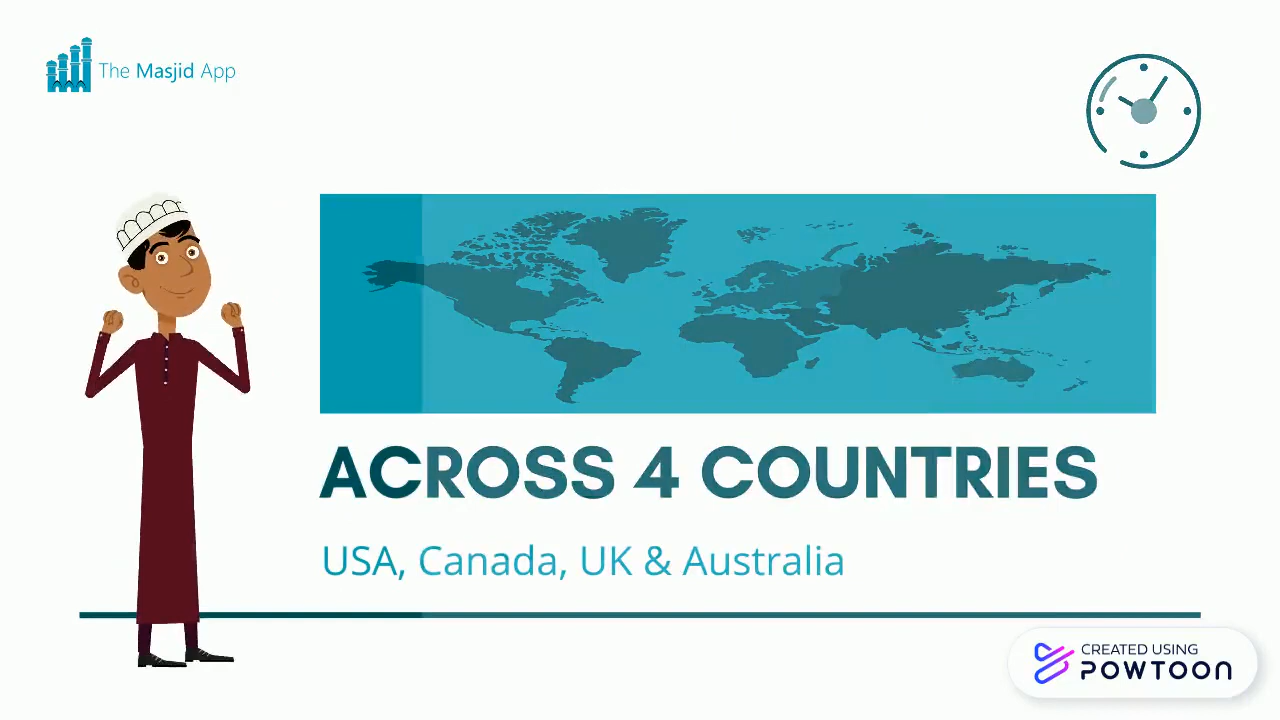 The Masjid App
ACROSS 4 COUNTRIES
USA, Canada, UK & Australia
CREATED USING
POWTOON